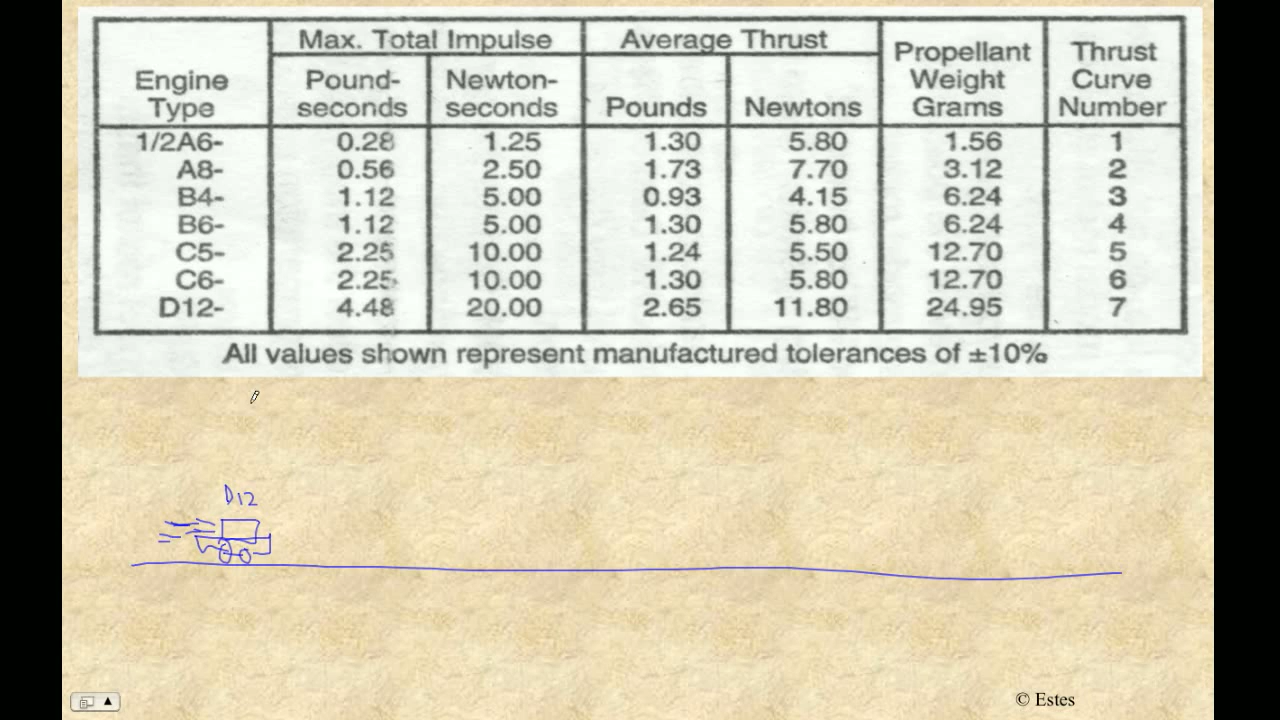 Max. Total Impulse Average Thrust Propellant Weight Grams Thrust Curve Number
Engine Type Pound-seconds Newton-seconds Pounds Newtons
1/2A6- 0.28 1.25 1.30 5.80 1.56 1
A8- 0.56 2.50 1.73 7.70 3.12 2
B4- 1.12 5.00 0.93 4.15 6.24 3
B6- 1.12 5.00 1.30 5.80 6.24 4
C5- 2.25 10.00 1.24 5.50 12.70 5
C6- 2.25 10.00 1.30 5.80 12.70 6
D12- 4.48 20.00 2.65 11.80 24.95 7
All values shown represent manufactured tolerances of ±10%
D12
© Estes